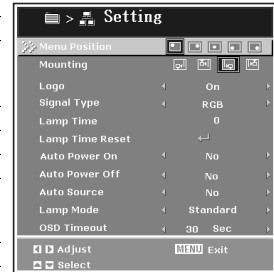 > Setting
Menu Position
Mounting
Logo On
Signal Type RGB
Lamp Time 0
Lamp Time Reset
Auto Power On No
Auto Power Off No
Auto Source No
Lamp Mode Standard
OSD Timeout 30 Sec
Adjust MENU Exit
Select